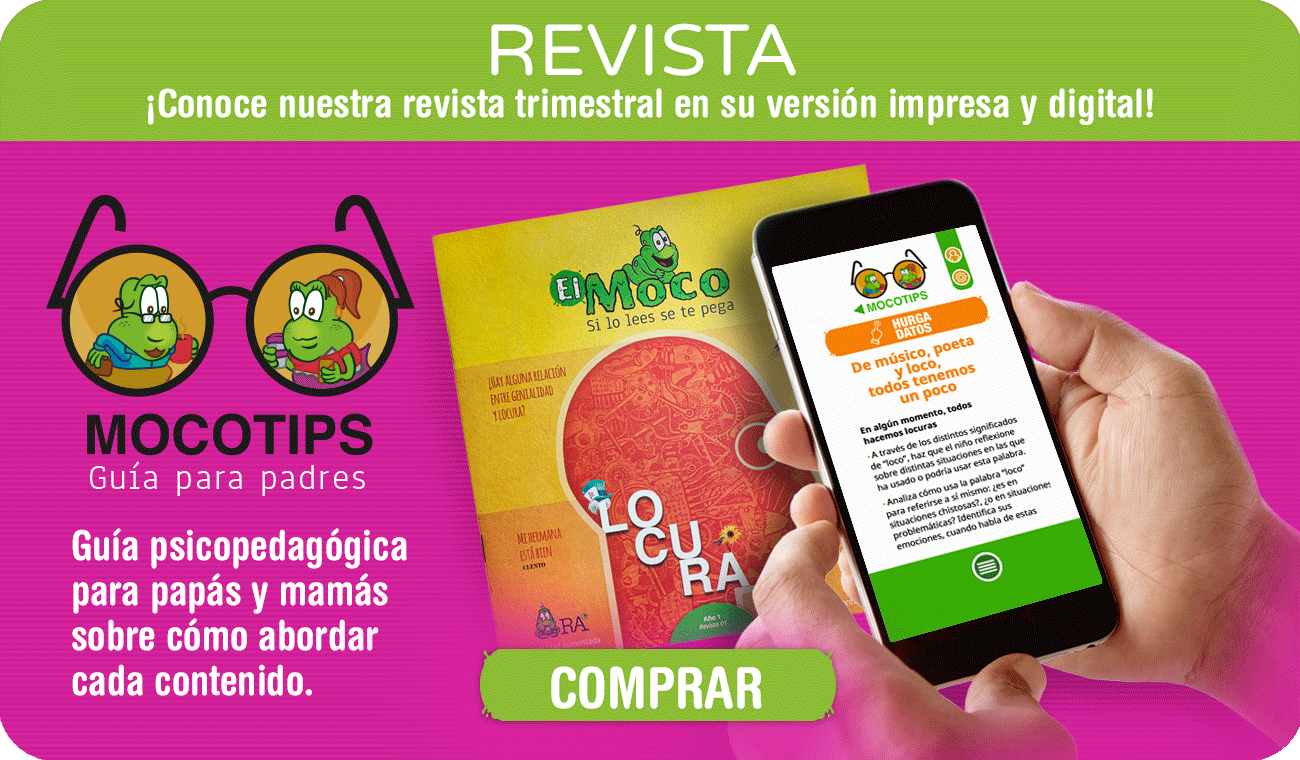 REVISTA
¡Conoce nuestra revista trimestral en su versión impresa y digital!
MOCOTIPS
Guía para padres
Guía psicopedagógica
para papás y mamás
sobre cómo abordar
cada contenido.
El Moco
Si lo lees se te pega
¿HAY ALGUNA RELACIÓN
ENTRE GENIALIDAD
Y LOCURA?
MI HERMANA
ESTÁ BIEN
CUENTO
LO
CU
RA
RA
Aumentada
Año 1
Revista 01
MOCOTIPS
HURGA
DATOS
De músico, poeta
y loco,
todos tenemos
un poco
En algún momento, todos
hacemos locuras
· A través de los distintos significados
de "loco", haz que el niño reflexione
sobre distintas situaciones en las que
ha usado o podría usar esta palabra.
· Analiza cómo usa la palabra "loco"
para referirse a sí mismo: ¿es en
situaciones chistosas?, ¿o en situaciones
problemáticas? Identifica sus
emociones, cuando habla de estas
COMPRAR